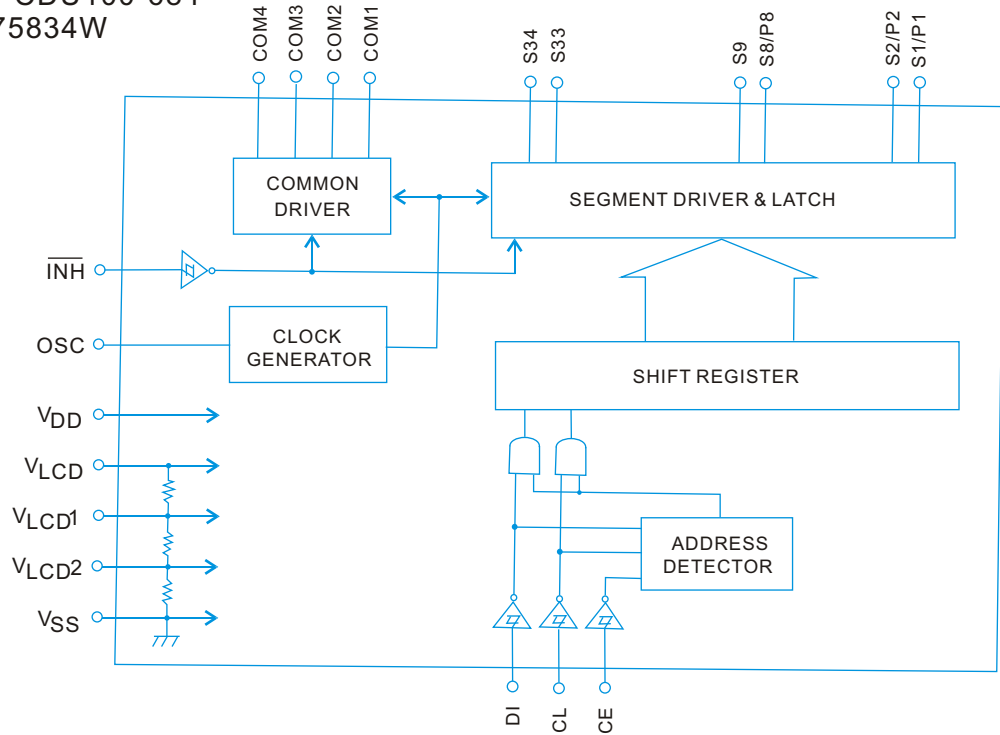 75834W
COM4
COM3
COM2
COM1
S34
S33
S9
S8/P8
S2/P2
S1/P1
COMMON
DRIVER
SEGMENT DRIVER & LATCH
INH
OSC
CLOCK
GENERATOR
SHIFT REGISTER
VDD
VLCD
VLCD1
VLCD2
VSS
ADDRESS
DETECTOR
DI
CL
CE